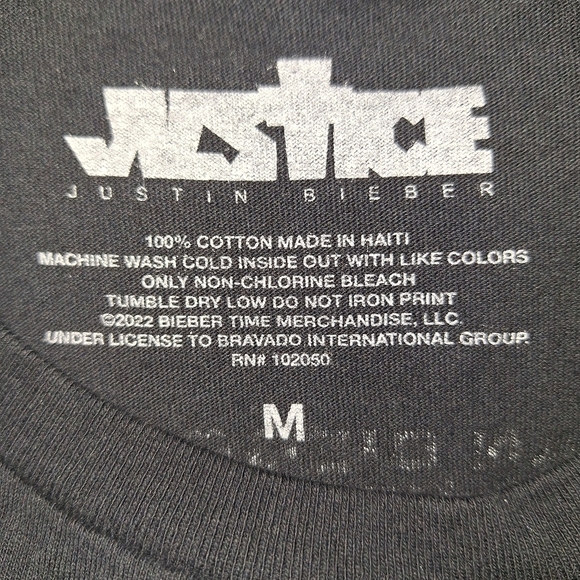 JUSTICE
JUSTIN BIEBER
100% COTTON MADE IN HAITI
MACHINE WASH COLD INSIDE OUT WITH LIKE COLORS
ONLY NON-CHLORINE BLEACH
TUMBLE DRY LOW DO NOT IRON PRINT
©2022 BIEBER TIME MERCHANDISE, LLC.
UNDER LICENSE TO BRAVADO INTERNATIONAL GROUP.
RN# 102050
M